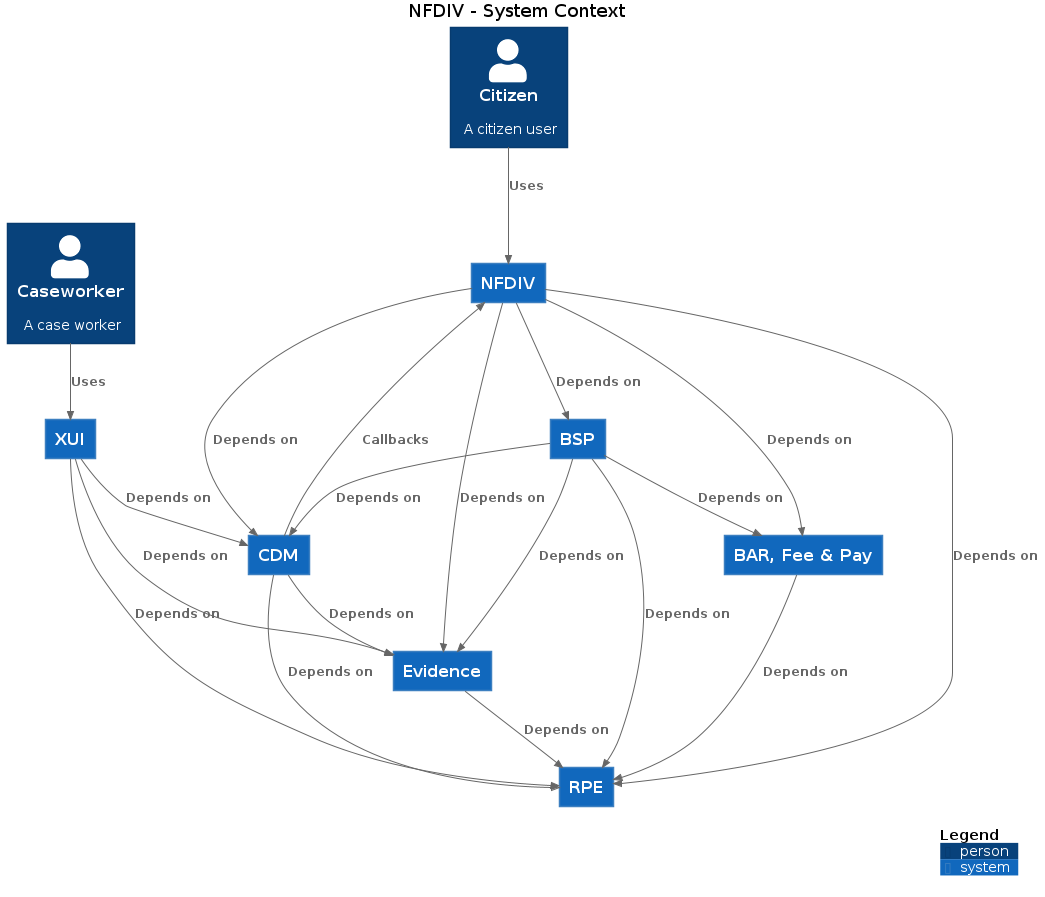 NFDIV - System Context
Citizen
A citizen user
Uses
Caseworker
A case worker
NFDIV
Uses
Depends on
XUI
Depends on
Callbacks
BSP
Depends on
Depends on
Depends on
Depends on
Depends on
Depends on
CDM
Depends on
BAR, Fee & Pay
Depends on
Depends on
Depends on
Depends on
Evidence
Depends on
Depends on
Depends on
RPE
Legend
person
system